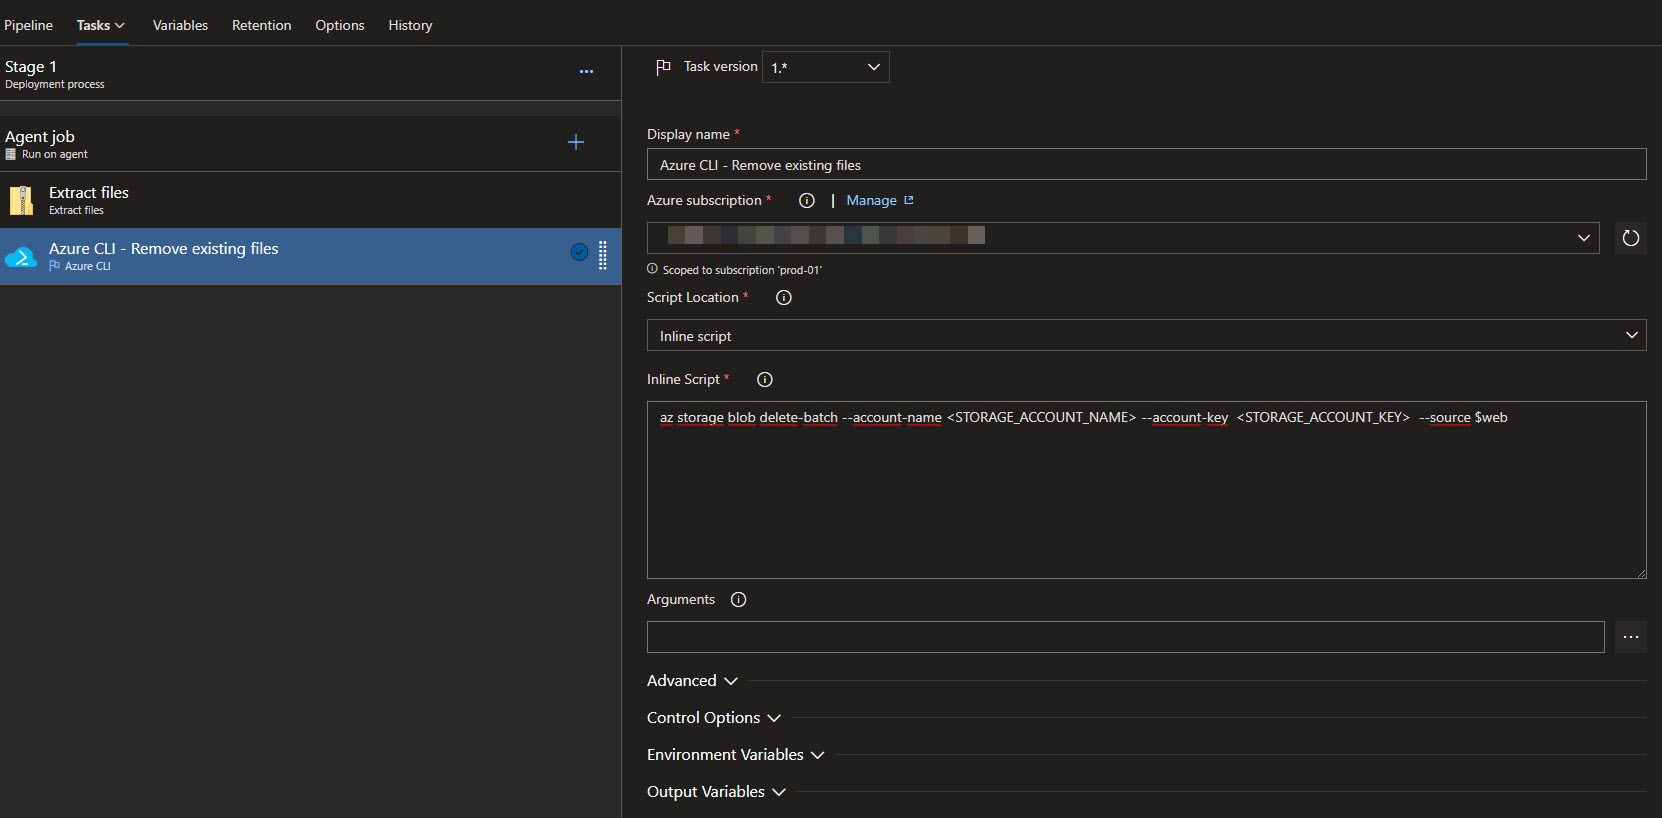 Pipeline Tasks Variables Retention Options History
Stage 1
Deployment process
Agent job
Run on agent
Extract files
Extract files
Azure CLI - Remove existing files
Azure CLI
Task version 1.*
Display name *
Azure CLI - Remove existing files
Azure subscription * | Manage
Scoped to subscription 'prod-01'
Script Location *
Inline script
Inline Script *
az storage blob delete-batch --account-name <STORAGE_ACCOUNT_NAME> --account-key  <STORAGE_ACCOUNT_KEY>  --source $web
Arguments
Advanced
Control Options
Environment Variables
Output Variables